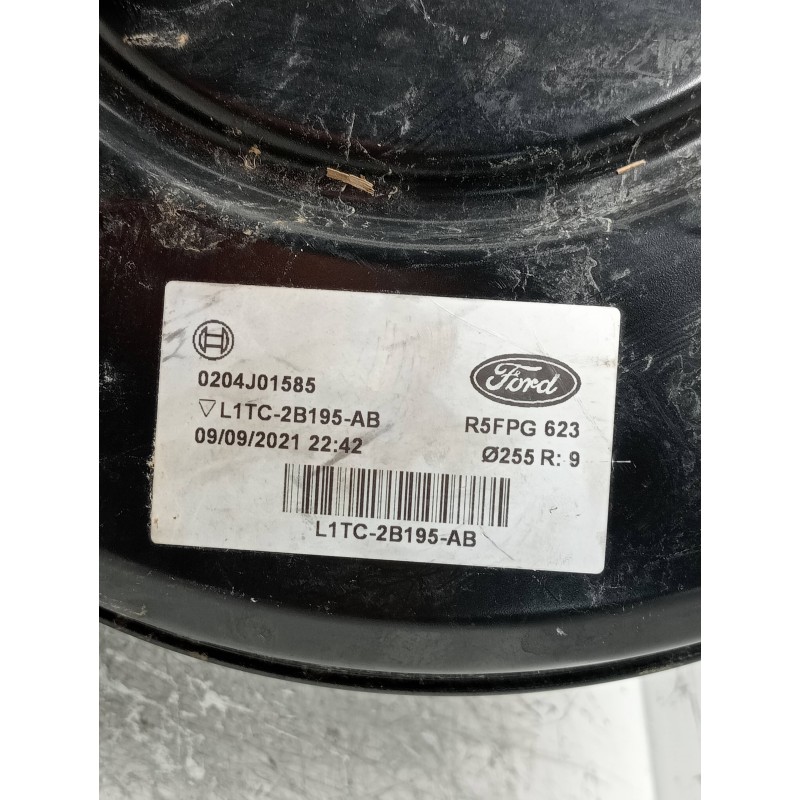 0204J01585
L1TC-2B195-AB
09/09/2021 22:42
Ford
R5FPG 623
Ø255 R: 9
L1TC-2B195-AB